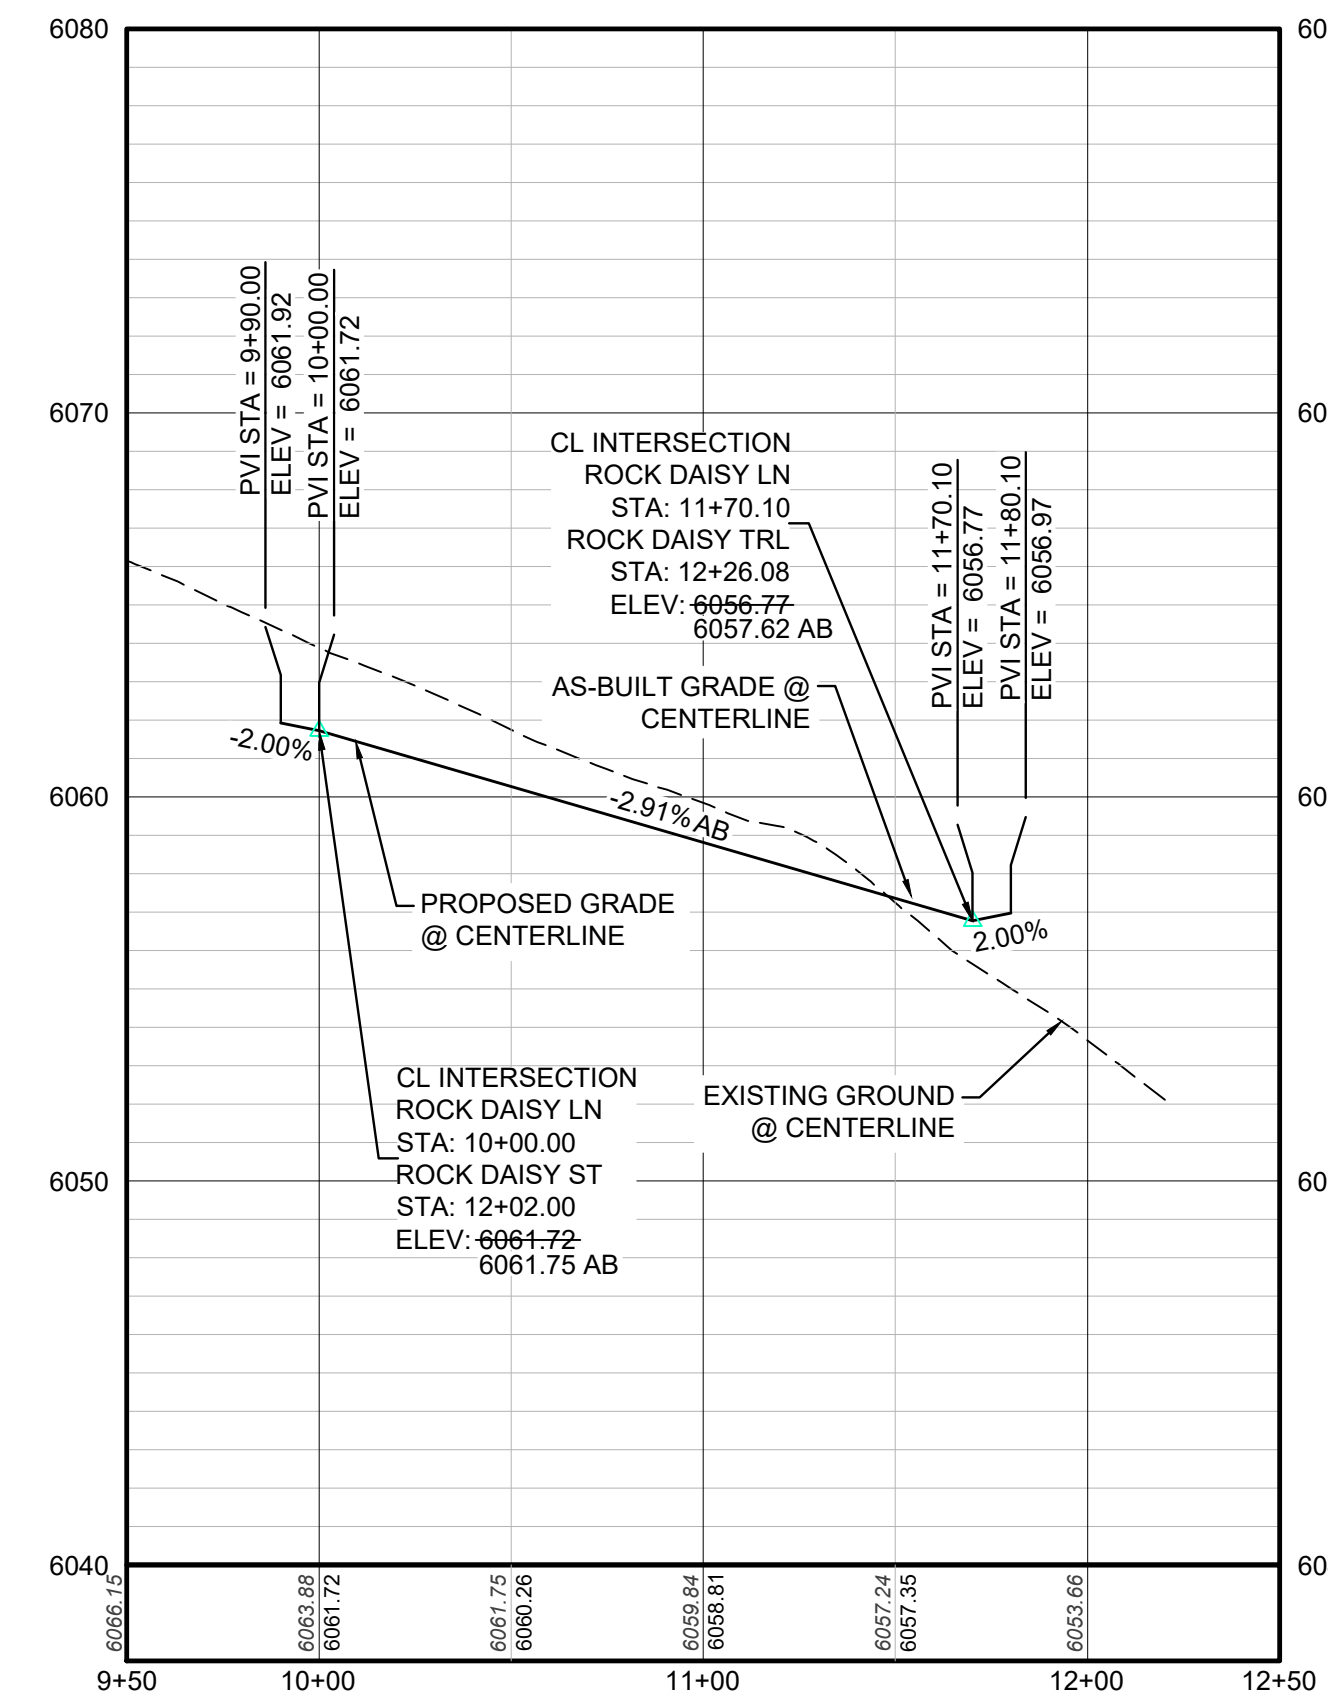 6080
60
PVI STA = 9+90.00
ELEV = 6061.92
PVI STA = 10+00.00
ELEV = 6061.72
6070
60
CL INTERSECTION
ROCK DAISY LN
STA: 11+70.10
ROCK DAISY TRL
STA: 12+26.08
ELEV: 6056.77
6057.62 AB
PVI STA = 11+70.10
ELEV = 6056.77
PVI STA = 11+80.10
ELEV = 6056.97
AS-BUILT GRADE @
CENTERLINE
-2.00%
6060
60
-2.91% AB
PROPOSED GRADE
@ CENTERLINE
2.00%
CL INTERSECTION
ROCK DAISY LN
STA: 10+00.00
ROCK DAISY ST
STA: 12+02.00
ELEV: 6061.72
6061.75 AB
EXISTING GROUND
@ CENTERLINE
6050
60
6040
60
6066.15
6063.88
6061.72
6061.75
6060.26
6059.84
6058.81
6057.24
6057.35
6053.66
9+50
10+00
11+00
12+00
12+50